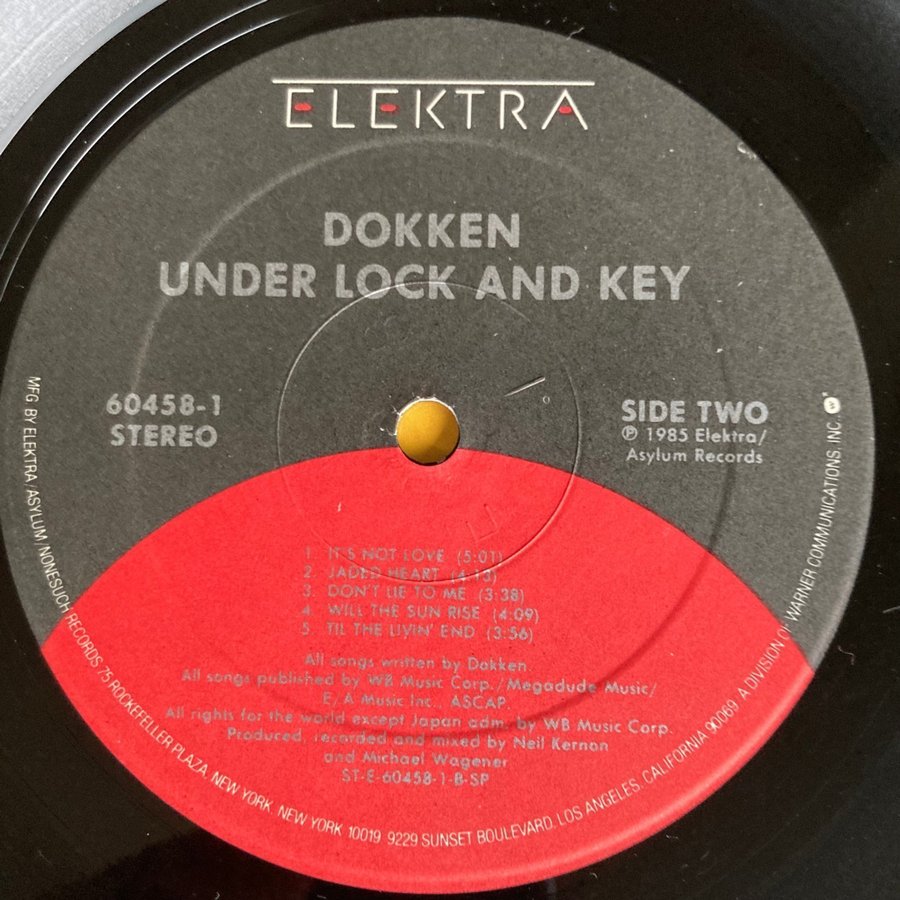 ELEKTRA
DOKKEN
UNDER LOCK AND KEY
60458-1
STEREO
SIDE TWO
℗ 1985 Elektra/
Asylum Records
1. IT'S NOT LOVE (5:01)
2. JADED HEART (4:13)
3. DON'T LIE TO ME (3:38)
4. WILL THE SUN RISE (4:09)
5. TIL THE LIVIN' END (3:56)
All songs written by Dokken.
All songs published by WB Music Corp./Megadude Music/
E/A Music Inc., ASCAP.
All rights for the world except Japan adm. by WB Music Corp.
Produced, recorded and mixed by Neil Kernon
and Michael Wagener
ST-E-60458-1-B-SP
MFG BY ELEKTRA/ASYLUM/NONESUCH RECORDS 75 ROCKEFELLER PLAZA, NEW YORK, NEW YORK 10019 9229 SUNSET BOULEVARD, LOS ANGELES, CALIFORNIA 90069 A DIVISION OF WARNER COMMUNICATIONS INC.